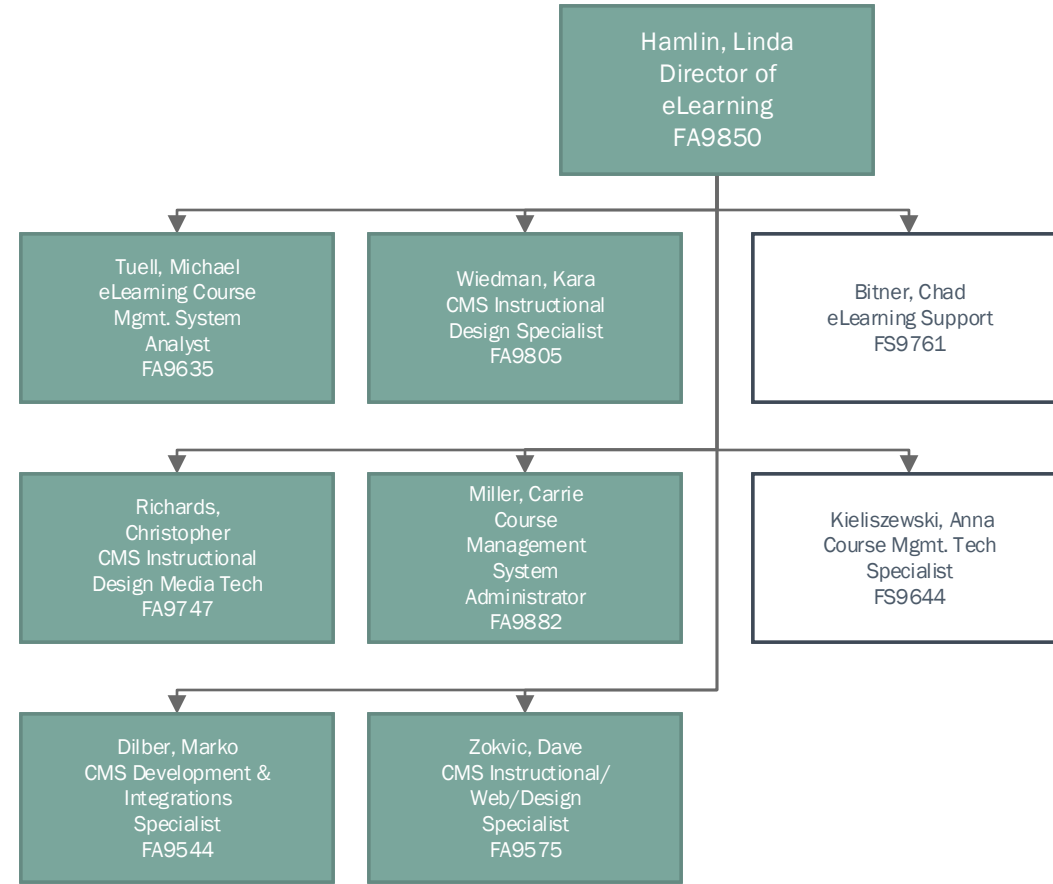 Hamlin, Linda
Director of
eLearning
FA9850
Tuell, Michael
eLearning Course
Mgmt. System
Analyst
FA9635
Wiedman, Kara
CMS Instructional
Design Specialist
FA9805
Bitner, Chad
eLearning Support
FS9761
Richards,
Christopher
CMS Instructional
Design Media Tech
FA9747
Miller, Carrie
Course
Management
System
Administrator
FA9882
Kieliszewski, Anna
Course Mgmt. Tech
Specialist
FS9644
Dilber, Marko
CMS Development &
Integrations
Specialist
FA9544
Zokvic, Dave
CMS Instructional/
Web/Design
Specialist
FA9575